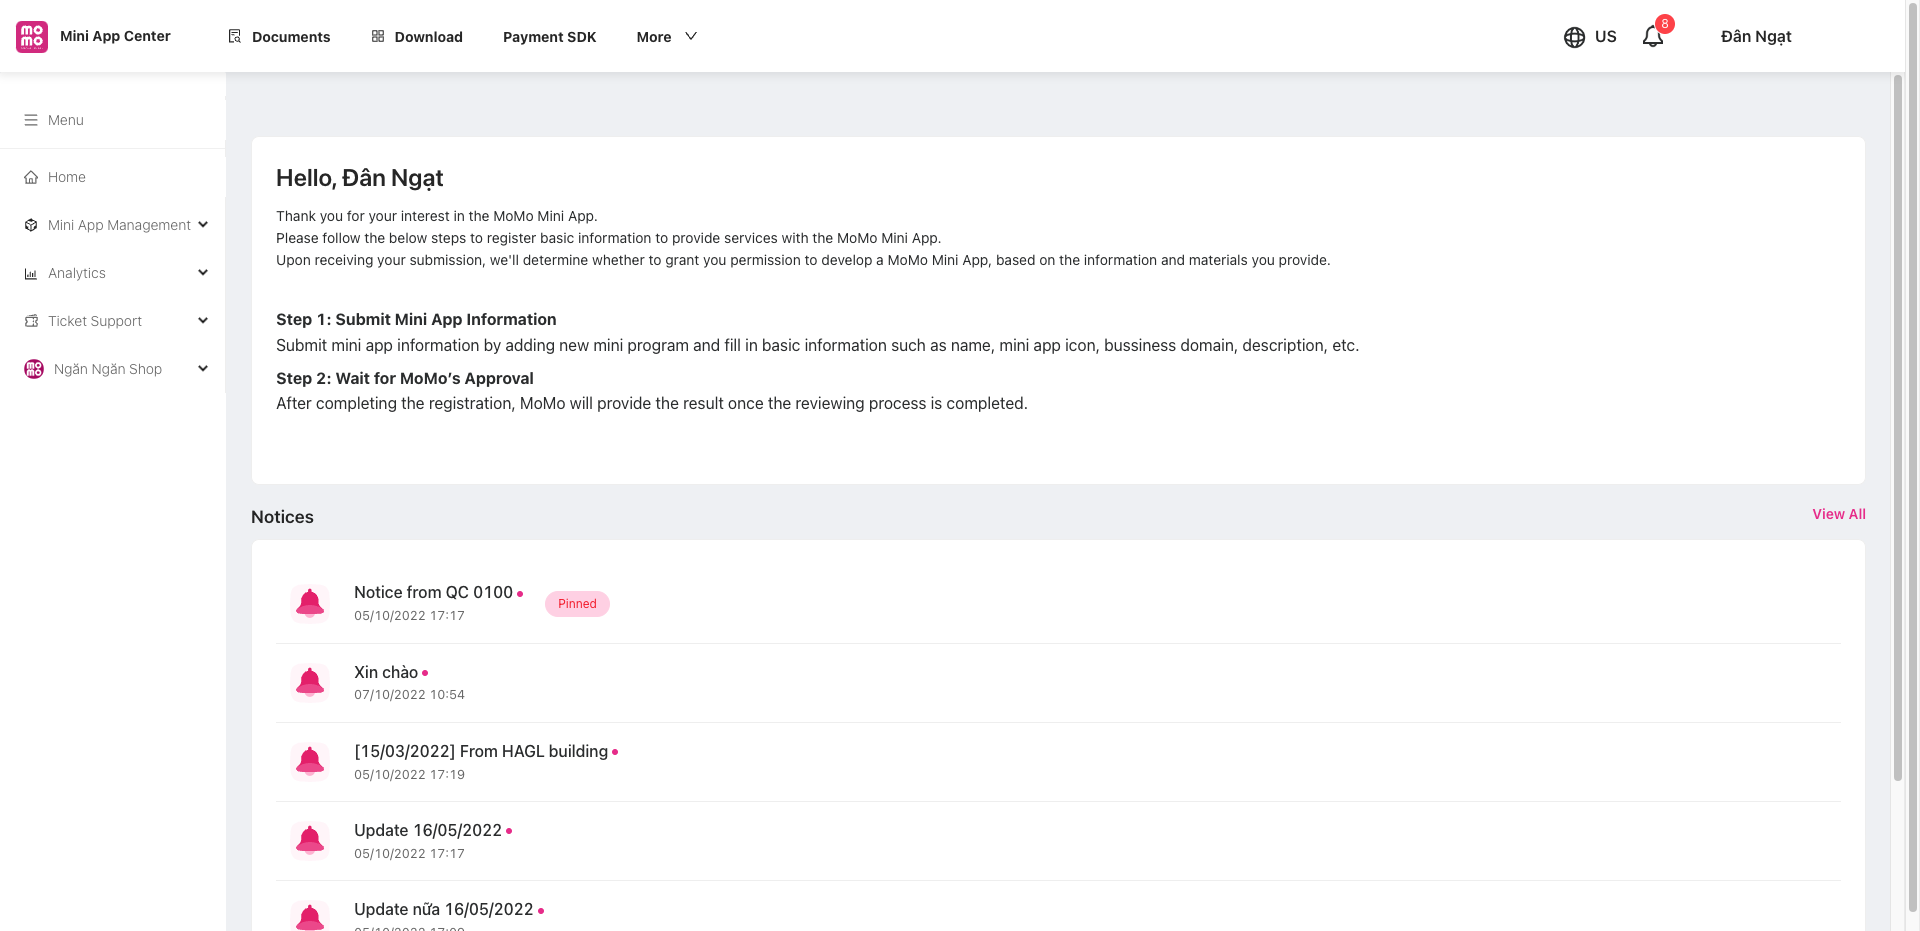 Mini App Center
Documents
Download
Payment SDK
More
US
8
Đân Ngạt
Menu
Home
Mini App Management
Analytics
Ticket Support
Ngăn Ngăn Shop
Hello, Đân Ngạt
Thank you for your interest in the MoMo Mini App.
Please follow the below steps to register basic information to provide services with the MoMo Mini App.
Upon receiving your submission, we'll determine whether to grant you permission to develop a MoMo Mini App, based on the information and materials you provide.
Step 1: Submit Mini App Information
Submit mini app information by adding new mini program and fill in basic information such as name, mini app icon, bussiness domain, description, etc.
Step 2: Wait for MoMo’s Approval
After completing the registration, MoMo will provide the result once the reviewing process is completed.
Notices
View All
Notice from QC 0100
Pinned
05/10/2022 17:17
Xin chào
07/10/2022 10:54
[15/03/2022] From HAGL building
05/10/2022 17:19
Update 16/05/2022
05/10/2022 17:17
Update nữa 16/05/2022